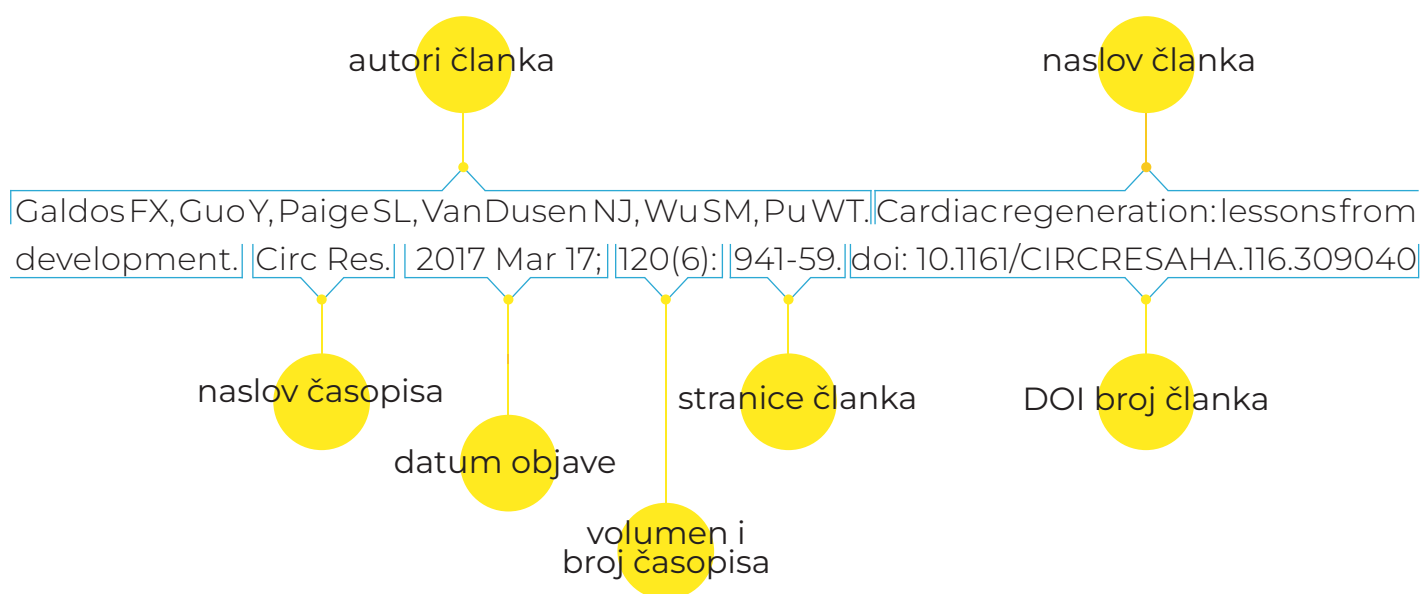 autori članka
naslov članka
Galdos FX, Guo Y, Paige SL, VanDusen NJ, Wu SM, Pu WT. Cardiac regeneration: lessons from
development. Circ Res. 2017 Mar 17; 120(6): 941-59. doi: 10.1161/CIRCRESAHA.116.309040
naslov časopisa
stranice članka
DOI broj članka
datum objave
volumen i
broj časopisa